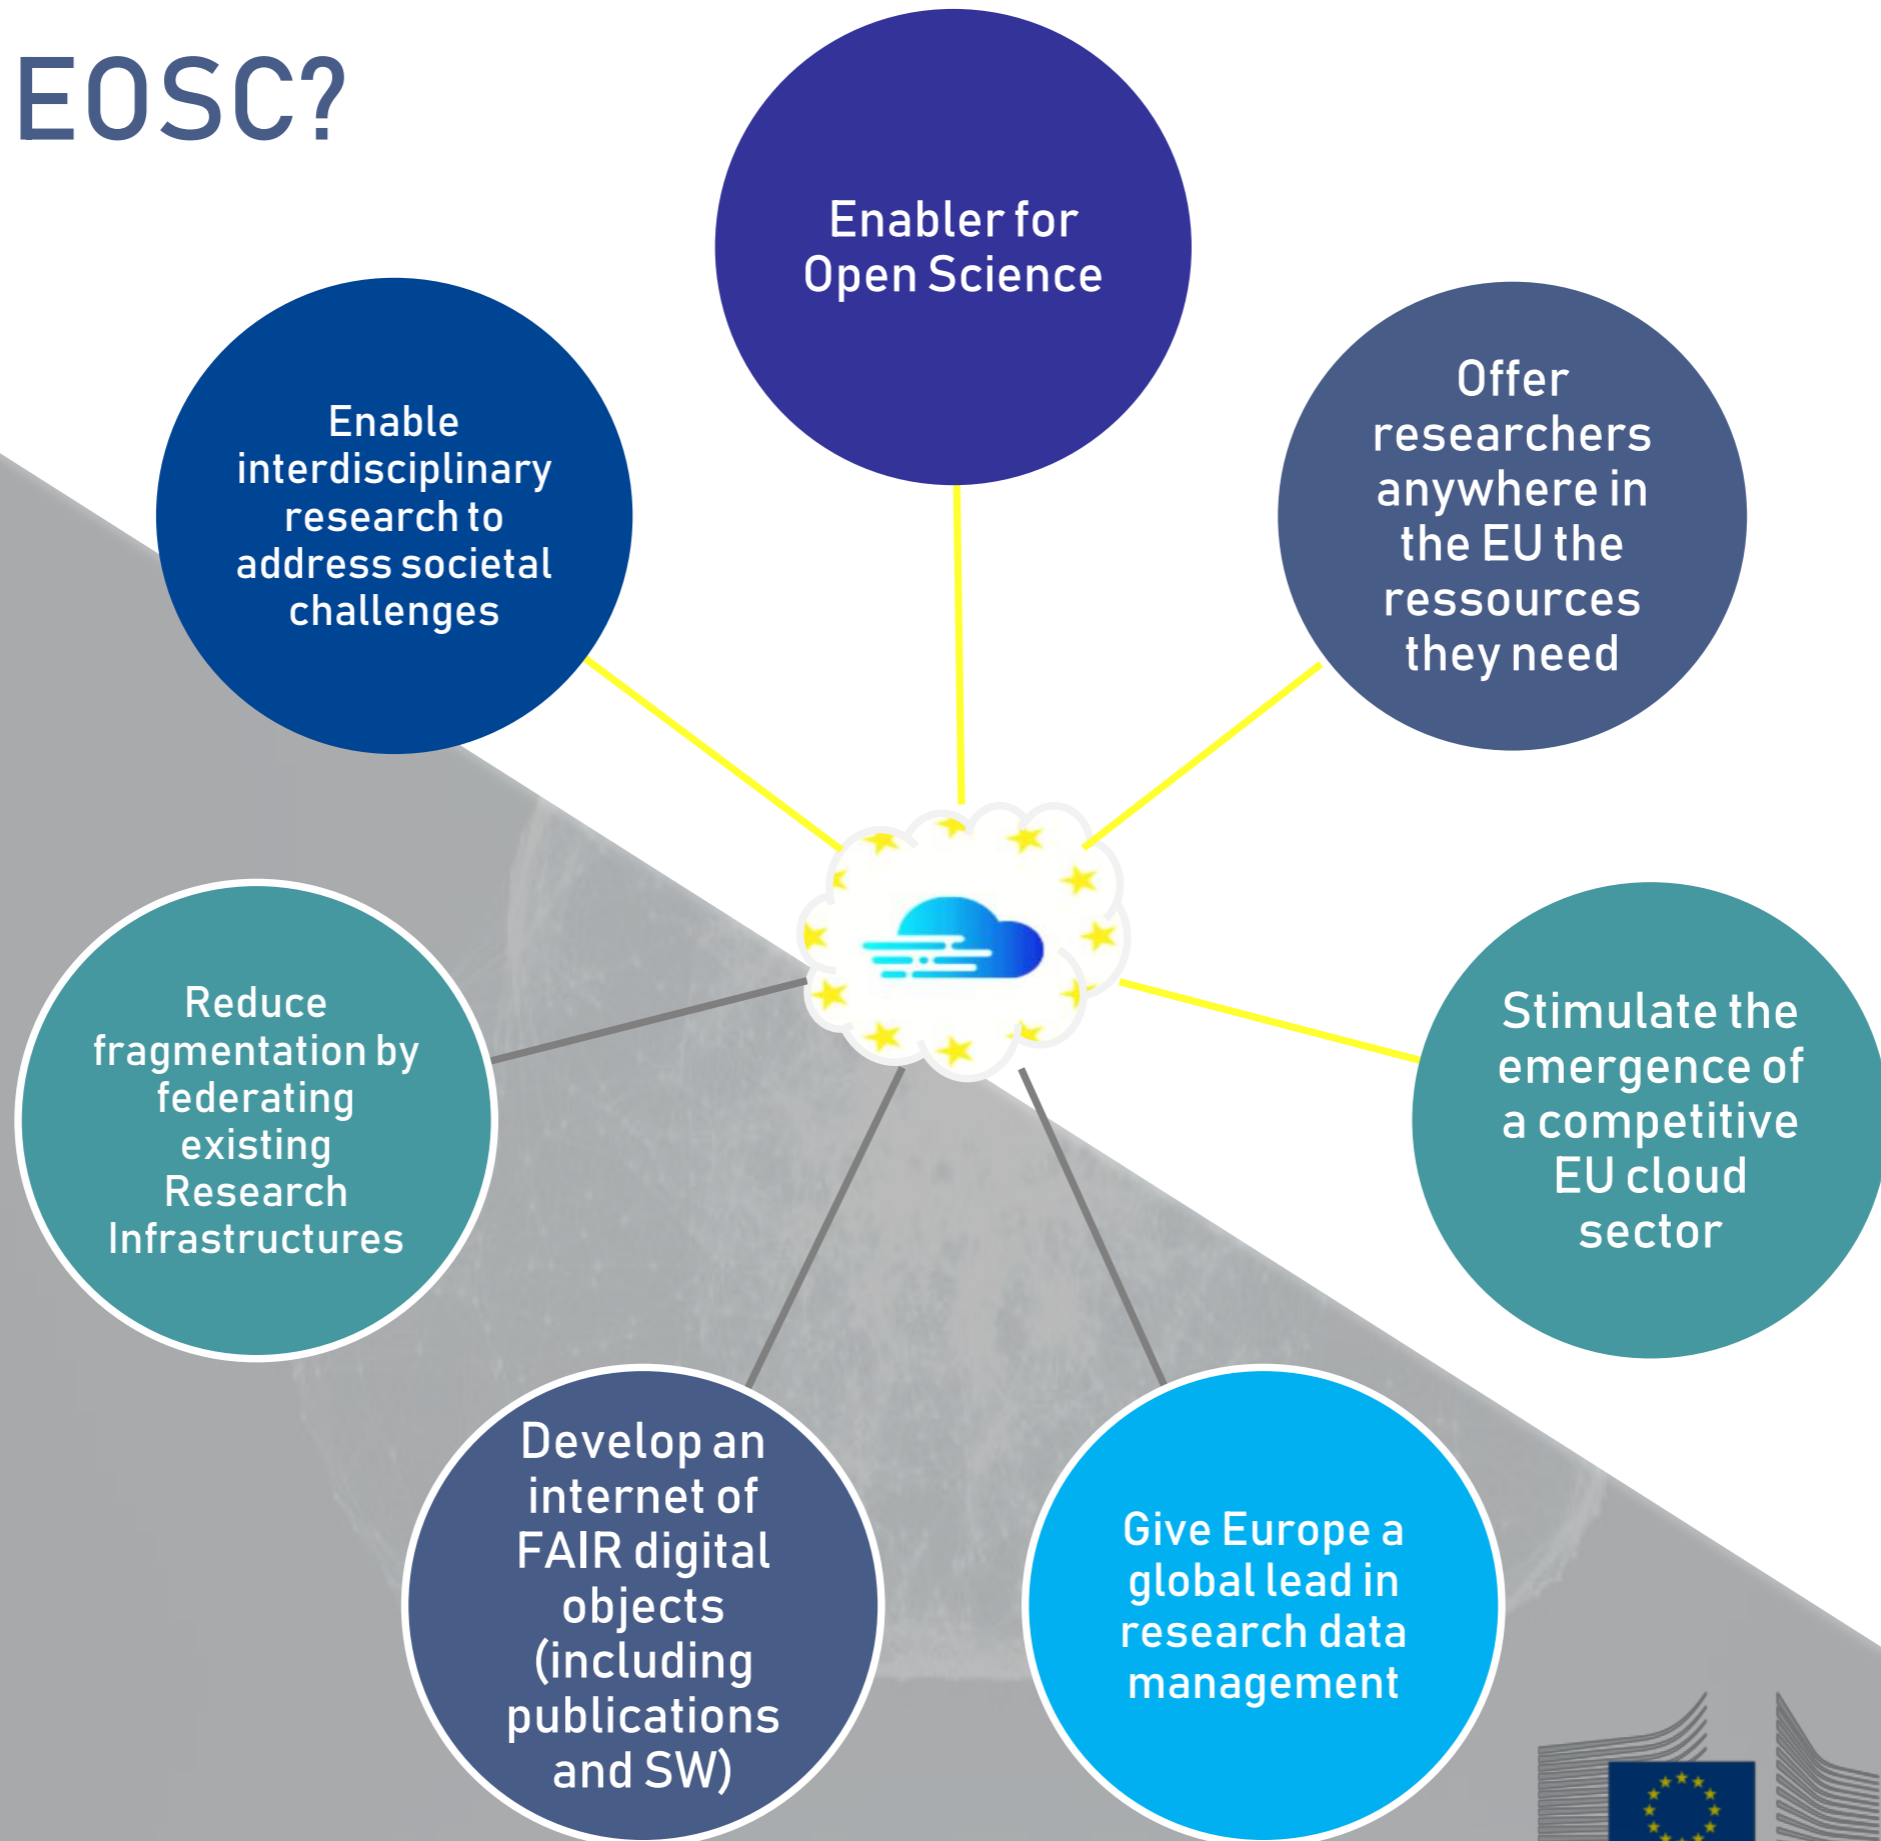 EOSC?
Enabler for
Open Science
Offer
researchers
anywhere in
the EU the
ressources
they need
Stimulate the
emergence of
a competitive
EU cloud
sector
Give Europe a
global lead in
research data
management
Develop an
internet of
FAIR digital
objects
(including
publications
and SW)
Reduce
fragmentation by
federating
existing
Research
Infrastructures
Enable
interdisciplinary
research to
address societal
challenges